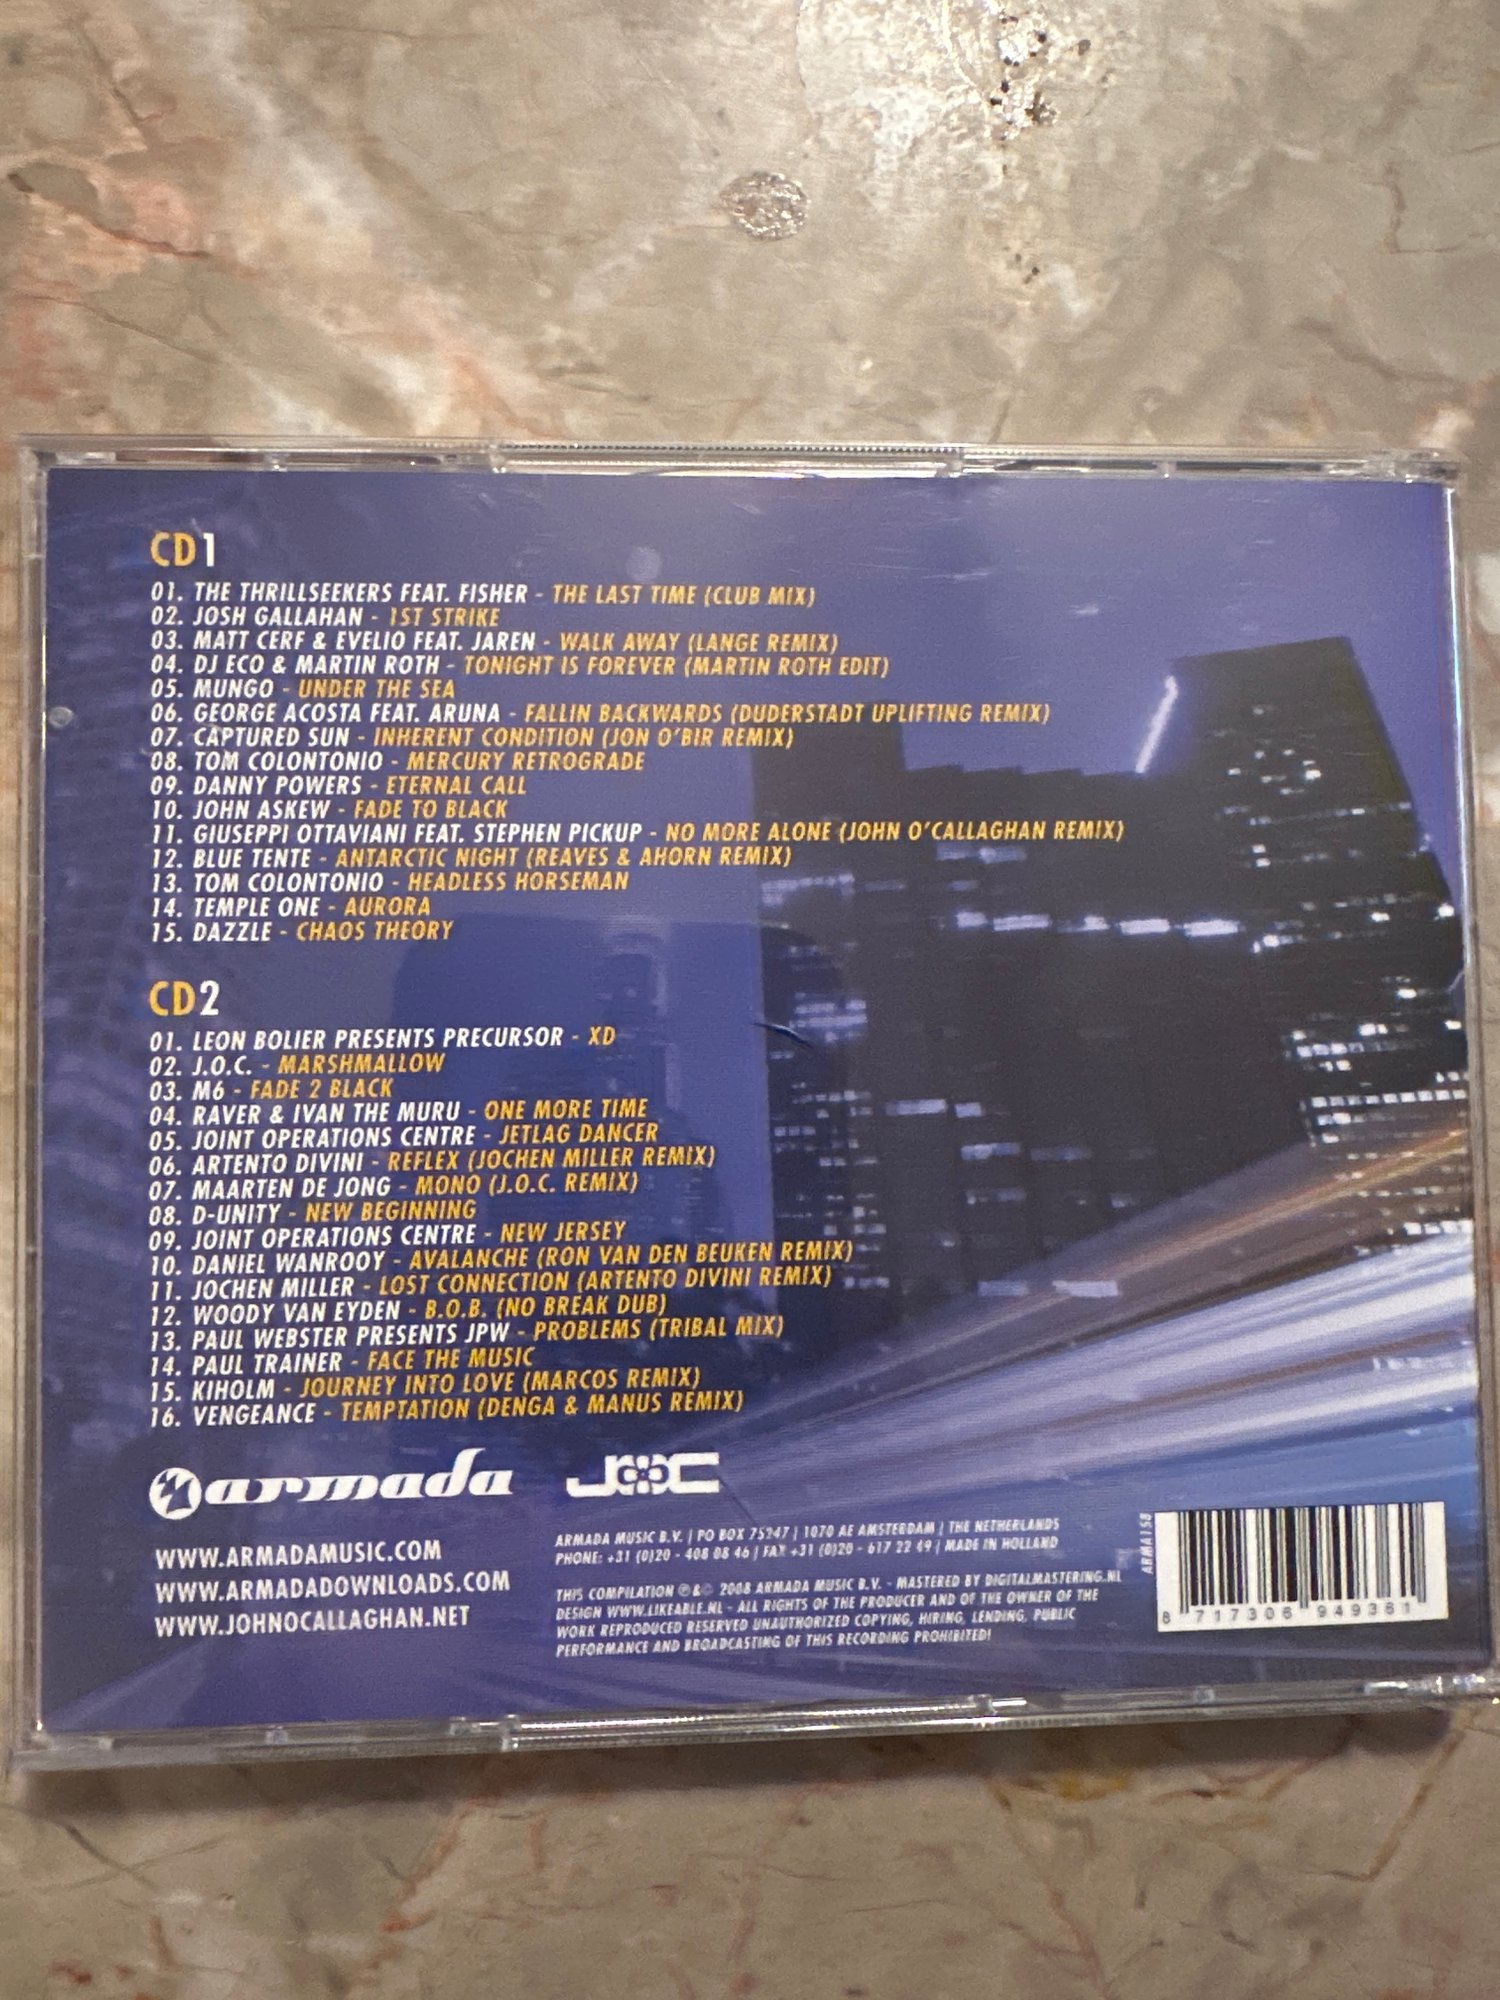 CD1
01. THE THRILLSEEKERS FEAT. FISHER - THE LAST TIME (CLUB MIX)
02. JOSH GALLAHAN - 1ST STRIKE
03. MATT CERF & EVELIO FEAT. JAREN - WALK AWAY (LANGE REMIX)
04. DJ ECO & MARTIN ROTH - TONIGHT IS FOREVER (MARTIN ROTH EDIT)
05. MUNGO - UNDER THE SEA
06. GEORGE ACOSTA FEAT. ARUNA - FALLIN BACKWARDS (DUDERSTADT UPLIFTING REMIX)
07. CAPTURED SUN - INHERENT CONDITION (JON O'BIR REMIX)
08. TOM COLONTONIO - MERCURY RETROGRADE
09. DANNY POWERS - ETERNAL CALL
10. JOHN ASKEW - FADE TO BLACK
11. GIUSEPPI OTTAVIANI FEAT. STEPHEN PICKUP - NO MORE ALONE (JOHN O'CALLAGHAN REMIX)
12. BLUE TENTE - ANTARCTIC NIGHT (REAVES & AHORN REMIX)
13. TOM COLONTONIO - HEADLESS HORSEMAN
14. TEMPLE ONE - AURORA
15. DAZZLE - CHAOS THEORY
CD2
01. LEON BOLIER PRESENTS PRECURSOR - XD
02. J.O.C. - MARSHMALLOW
03. M6 - FADE 2 BLACK
04. RAVER & IVAN THE MURU - ONE MORE TIME
05. JOINT OPERATIONS CENTRE - JETLAG DANCER
06. ARTENTO DIVINI - REFLEX (JOCHEN MILLER REMIX)
07. MAARTEN DE JONG - MONO (J.O.C. REMIX)
08. D-UNITY - NEW BEGINNING
09. JOINT OPERATIONS CENTRE - NEW JERSEY
10. DANIEL WANROOY - AVALANCHE (RON VAN DEN BEUKEN REMIX)
11. JOCHEN MILLER - LOST CONNECTION (ARTENTO DIVINI REMIX)
12. WOODY VAN EYDEN - B.O.B. (NO BREAK DUB)
13. PAUL WEBSTER PRESENTS JPW - PROBLEMS (TRIBAL MIX)
14. PAUL TRAINER - FACE THE MUSIC
15. KIHOLM - JOURNEY INTO LOVE (MARCOS REMIX)
16. VENGEANCE - TEMPTATION (DENGA & MANUS REMIX)
armada JOC
WWW.ARMADAMUSIC.COM
WWW.ARMADADOWNLOADS.COM
WWW.JOHNOCALLAGHAN.NET
ARMADA MUSIC B.V. | PO BOX 75247 | 1070 AE AMSTERDAM | THE NETHERLANDS
PHONE: +31 (0)20 - 408 08 46 | FAX +31 (0)20 - 617 22 49 | MADE IN HOLLAND
THIS COMPILATION ℗ & © 2008 ARMADA MUSIC B.V. - MASTERED BY DIGITALMASTERING.NL
DESIGN WWW.LIKEABLE.NL - ALL RIGHTS OF THE PRODUCER AND OF THE OWNER OF THE
WORK REPRODUCED RESERVED UNAUTHORIZED COPYING, HIRING, LENDING, PUBLIC
PERFORMANCE AND BROADCASTING OF THIS RECORDING PROHIBITED!
ARMA158
8 717306 949361